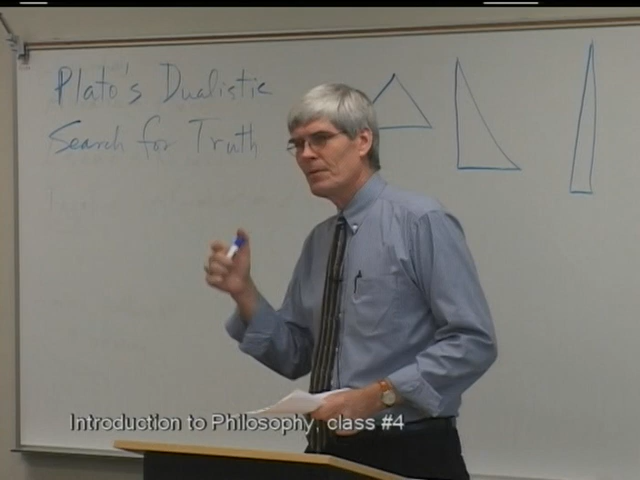 Plato's Dualistic
Search for Truth
Introduction to Philosophy, class #4